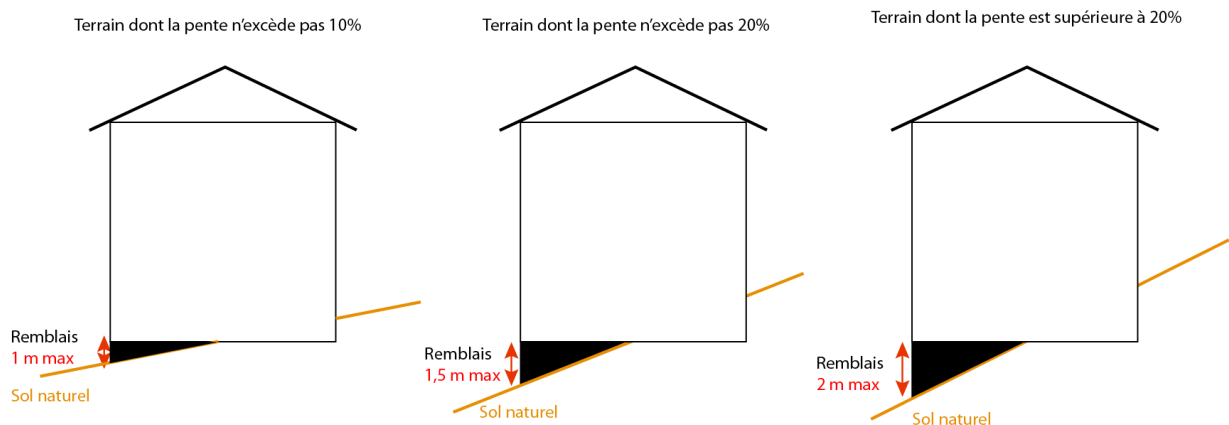 Terrain dont la pente n'excède pas 10%
Remblais
1 m max
Sol naturel
Terrain dont la pente n'excède pas 20%
Remblais
1,5 m max
Sol naturel
Terrain dont la pente est supérieure à 20%
Remblais
2 m max
Sol naturel